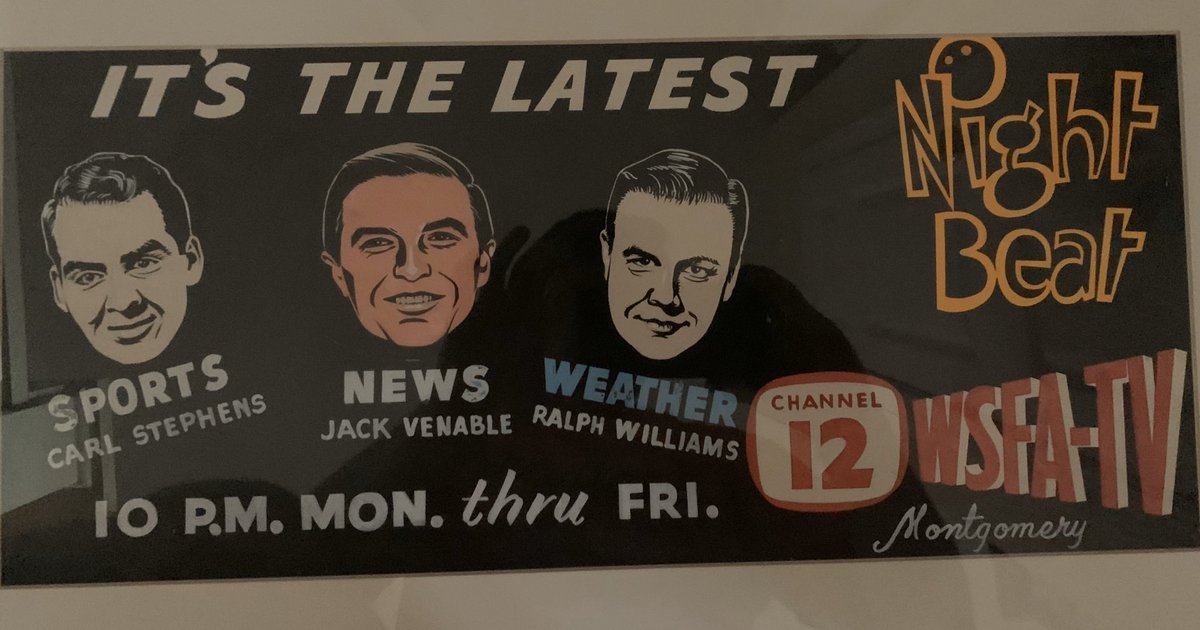 IT'S THE LATEST
Night
Beat
SPORTS
CARL STEPHENS
NEWS
JACK VENABLE
WEATHER
RALPH WILLIAMS
CHANNEL
12
WSFA-TV
Montgomery
10 P.M. MON. thru FRI.